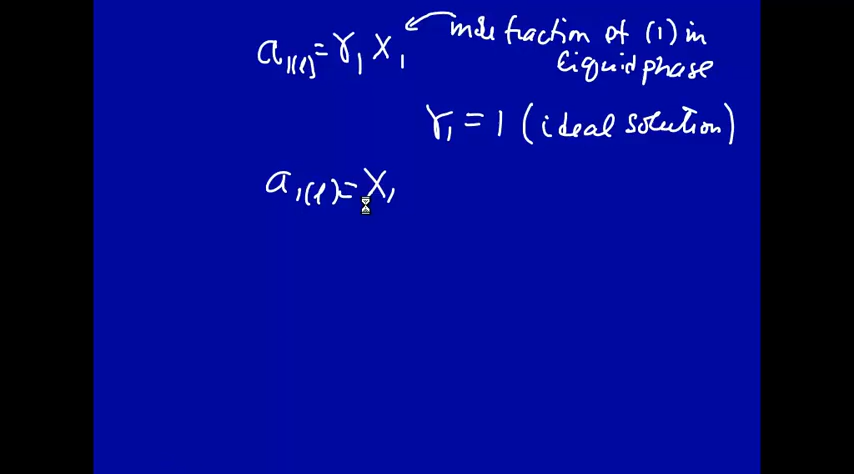 a₁₍ₗ₎ = γ₁ X₁ mole fraction of (1) in
liquid phase
γ₁ = 1 (ideal solution)
a₁₍ₗ₎ = X₁